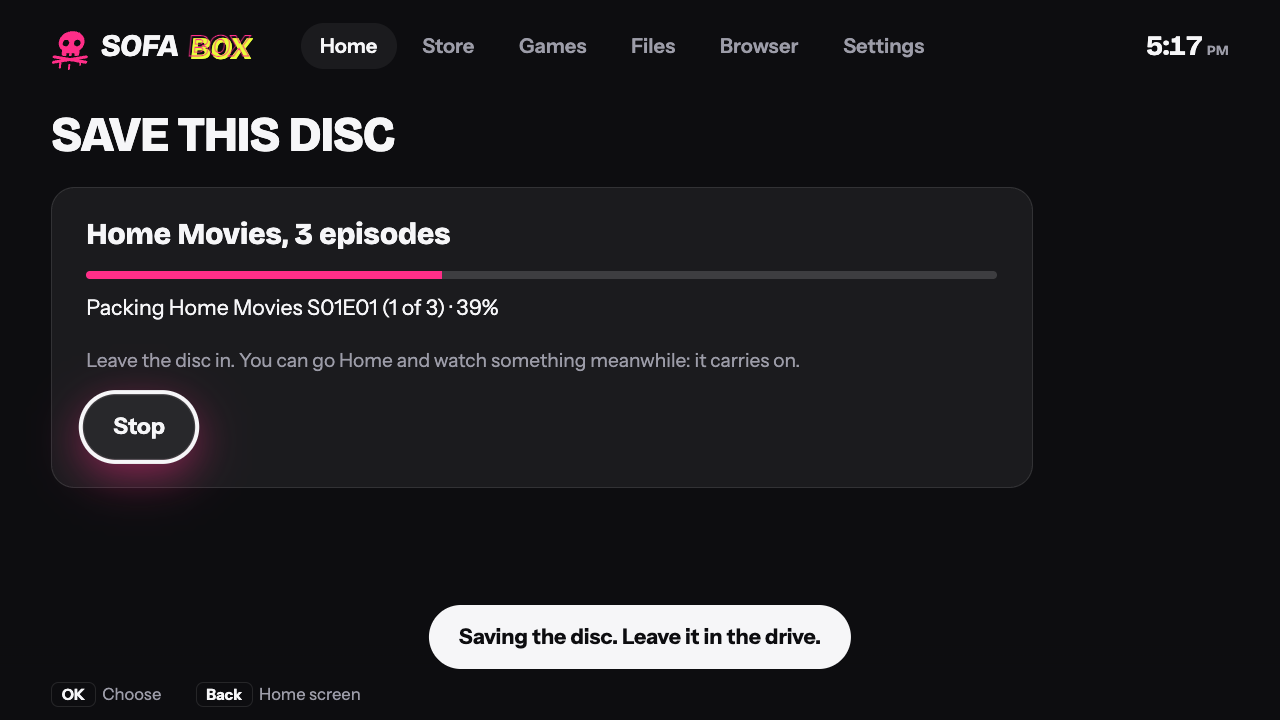 SOFA BOX Home Store Games Files Browser Settings 5:17 PM
SAVE THIS DISC
Home Movies, 3 episodes
Packing Home Movies S01E01 (1 of 3) · 39%
Leave the disc in. You can go Home and watch something meanwhile: it carries on.
Stop
Saving the disc. Leave it in the drive.
OK Choose Back Home screen